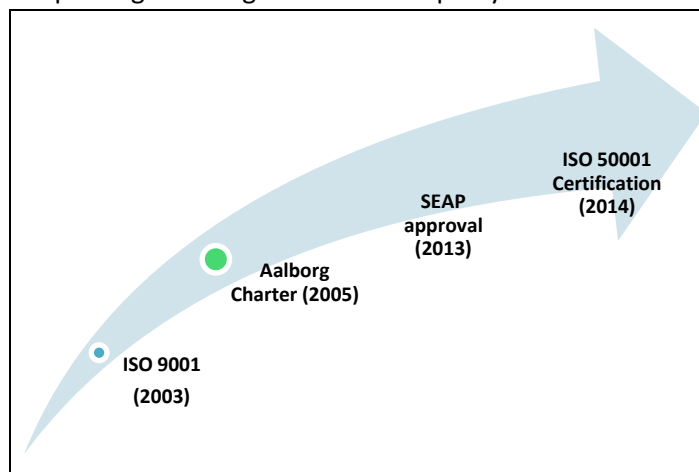 ISO 50001
Certification
(2014)
SEAP
approval
(2013)
Aalborg
Charter (2005)
ISO 9001
(2003)